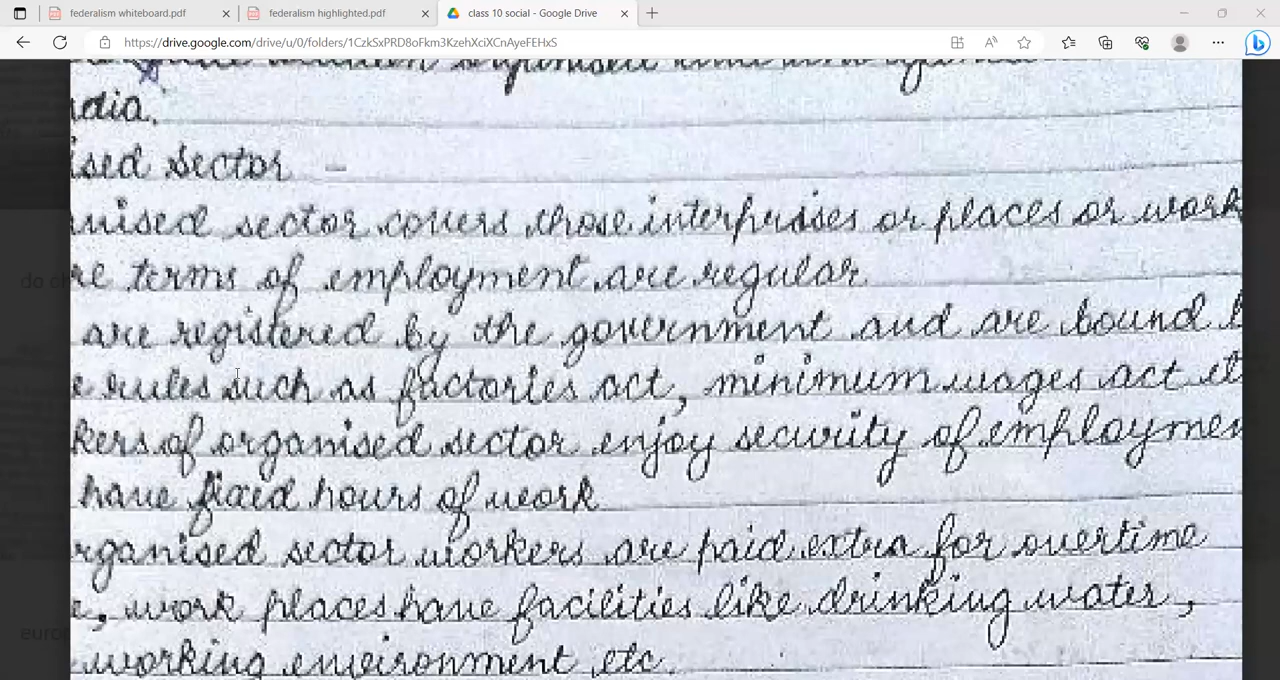 federalism whiteboard.pdf
federalism highlighted.pdf
class 10 social - Google Drive
https://drive.google.com/drive/u/0/folders/1CzkSxPRD8oFkm3KzehXciXCnAyeFEHxS
dia.
ised sector -
nised sector covers those interprises or places or work
re terms of employment are regular
are registered by the government and are bound b
e rules such as factories act, minimum wages act et
kers of organised sector enjoy security of employmen
have fixed hours of work
rganised sector workers are paid extra for overtime
e, work places have facilities like drinking water,
e working environment etc.